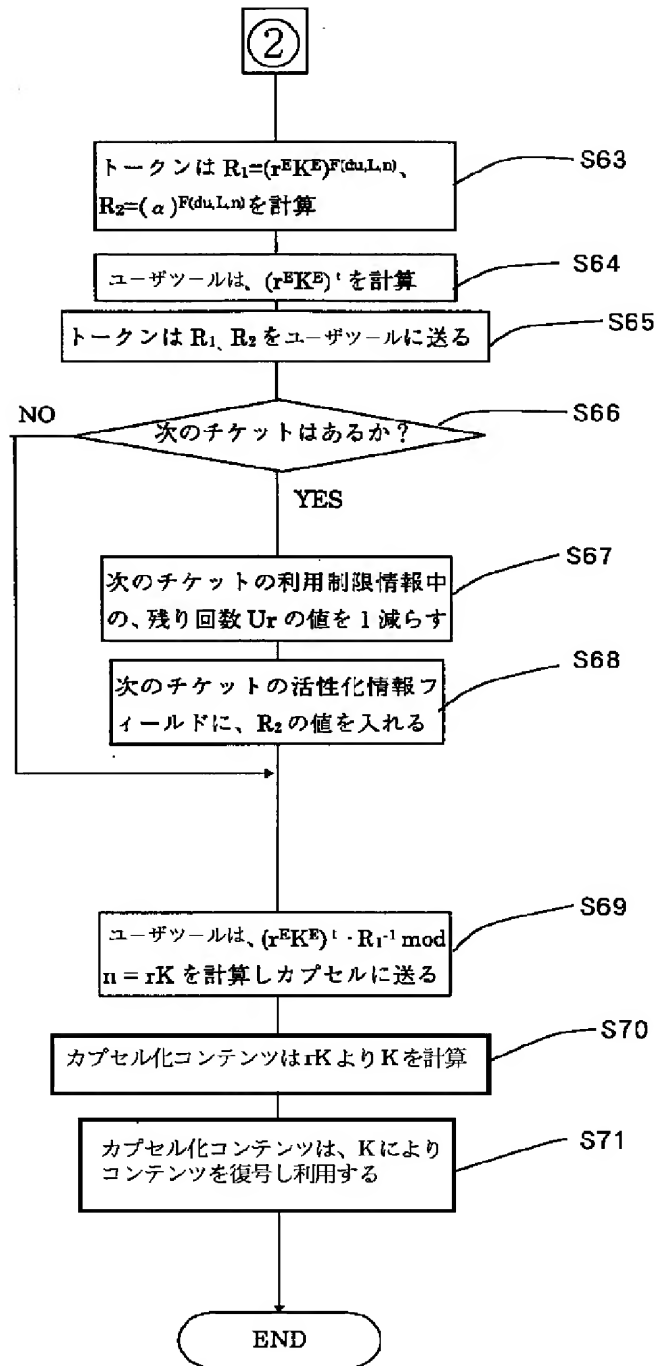 ②
トークンは R₁=(rᴱKᴱ)F(du,L,n)、
R₂=(α)F(du,L,n)を計算
S63
ユーザツールは、(rᴱKᴱ)ᵗを計算
S64
トークンは R₁、R₂をユーザツールに送る
S65
次のチケットはあるか？
S66
NO
YES
次のチケットの利用制限情報中
の、残り回数 Ur の値を 1 減らす
S67
次のチケットの活性化情報フ
ィールドに、R₂の値を入れる
S68
ユーザツールは、(rᴱKᴱ)ᵗ・R₁⁻¹ mod
n = rK を計算しカプセルに送る
S69
カプセル化コンテンツは rK より K を計算
S70
カプセル化コンテンツは、K により
コンテンツを復号し利用する
S71
END